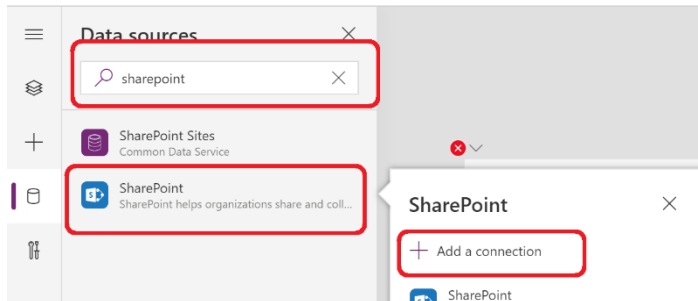 Data sources
sharepoint
SharePoint Sites
Common Data Service
SharePoint
SharePoint helps organizations share and coll...
SharePoint
Add a connection
SharePoint